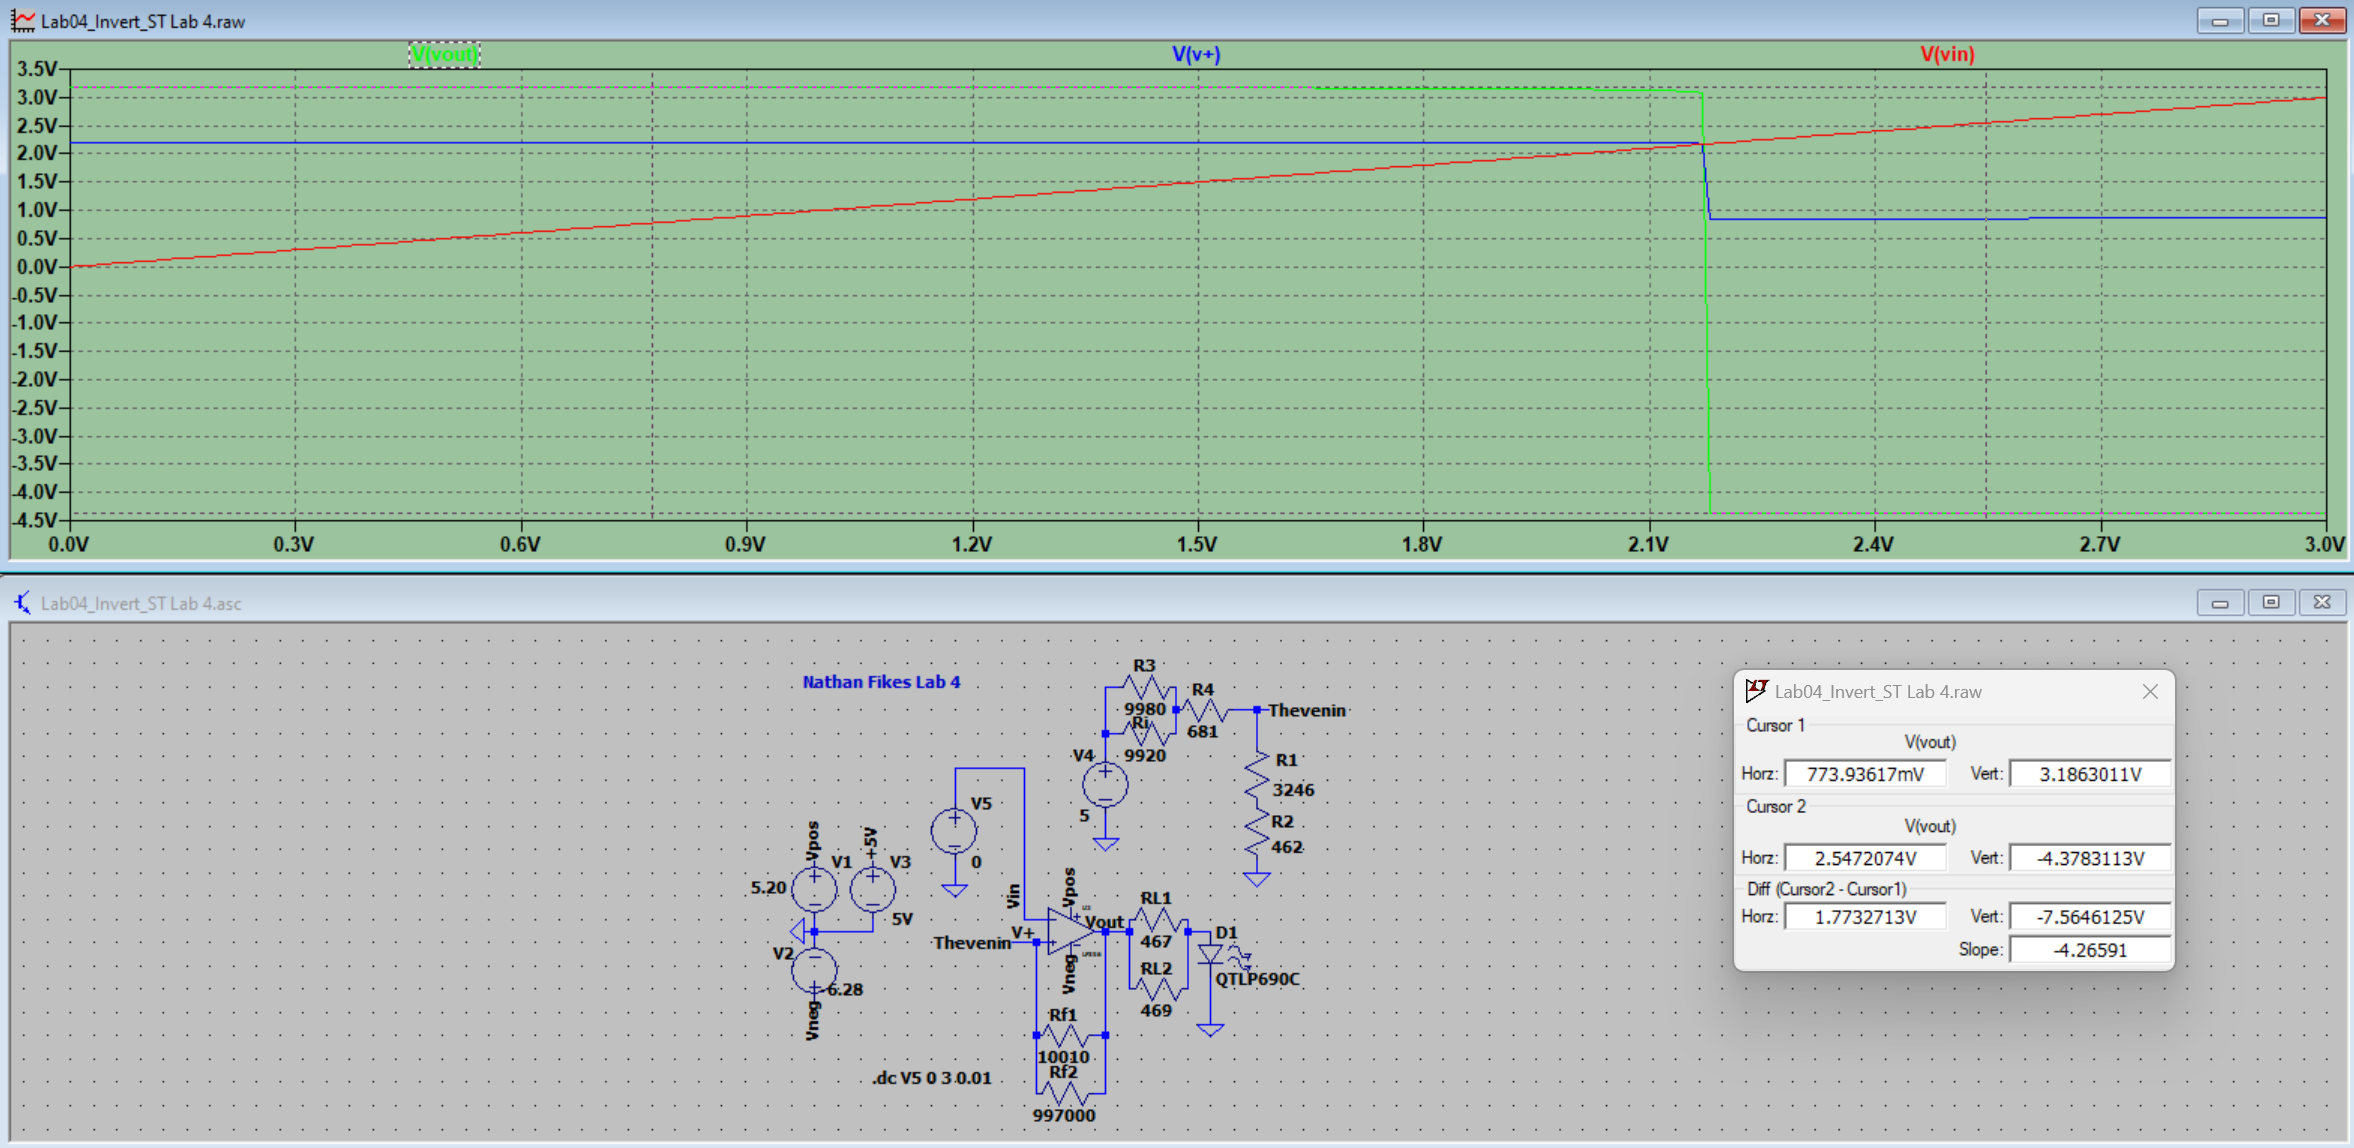 Lab04_Invert_ST Lab 4.raw
V(vout) V(v+) V(vin)
3.5V
3.0V
2.5V
2.0V
1.5V
1.0V
0.5V
0.0V
-0.5V
-1.0V
-1.5V
-2.0V
-2.5V
-3.0V
-3.5V
-4.0V
-4.5V
0.0V 0.3V 0.6V 0.9V 1.2V 1.5V 1.8V 2.1V 2.4V 2.7V 3.0V
Lab04_Invert_ST Lab 4.asc
Nathan Fikes Lab 4
R3
9980
Ri
9920
R4
681
Thevenin
V4
5
R1
3246
R2
462
V5
0
Vpos
V1
5.20
+5V
V3
5V
V2
-6.28
Vneg
Vin
Vpos
Vout
V+
Thevenin
Vneg
RL1
467
RL2
469
D1
QTLP690C
Rf1
10010
Rf2
997000
.dc V5 0 3 0.01
Lab04_Invert_ST Lab 4.raw
Cursor 1
V(vout)
Horz: 773.93617mV Vert: 3.1863011V
Cursor 2
V(vout)
Horz: 2.5472074V Vert: -4.3783113V
Diff (Cursor2 - Cursor1)
Horz: 1.7732713V Vert: -7.5646125V
Slope: -4.26591